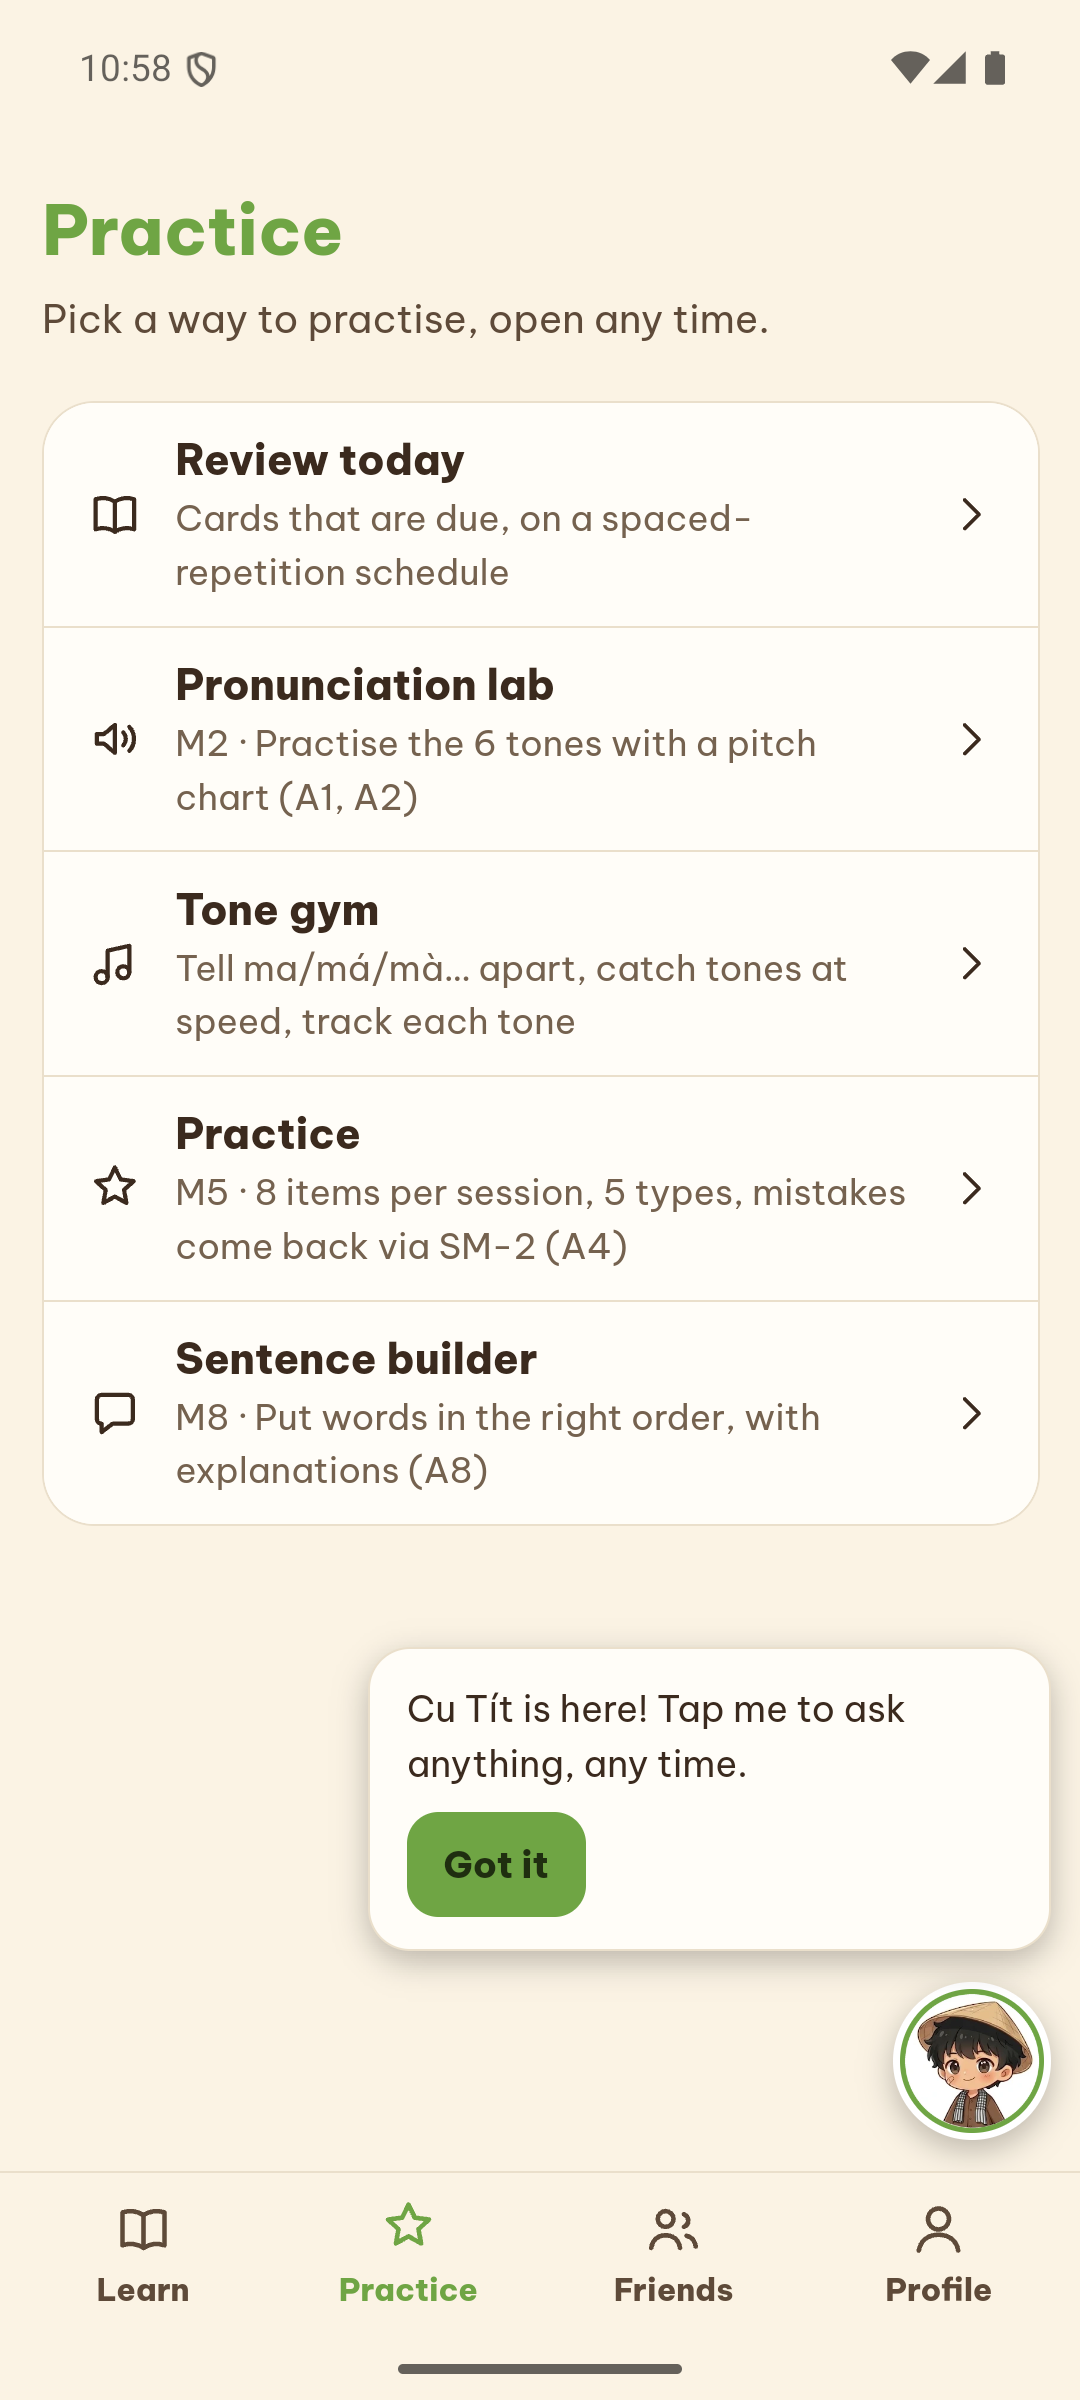 10:58
Practice
Pick a way to practise, open any time.
Review today
Cards that are due, on a spaced-
repetition schedule
Pronunciation lab
M2 · Practise the 6 tones with a pitch
chart (A1, A2)
Tone gym
Tell ma/má/mà... apart, catch tones at
speed, track each tone
Practice
M5 · 8 items per session, 5 types, mistakes
come back via SM-2 (A4)
Sentence builder
M8 · Put words in the right order, with
explanations (A8)
Cu Tít is here! Tap me to ask
anything, any time.
Got it
Learn
Practice
Friends
Profile